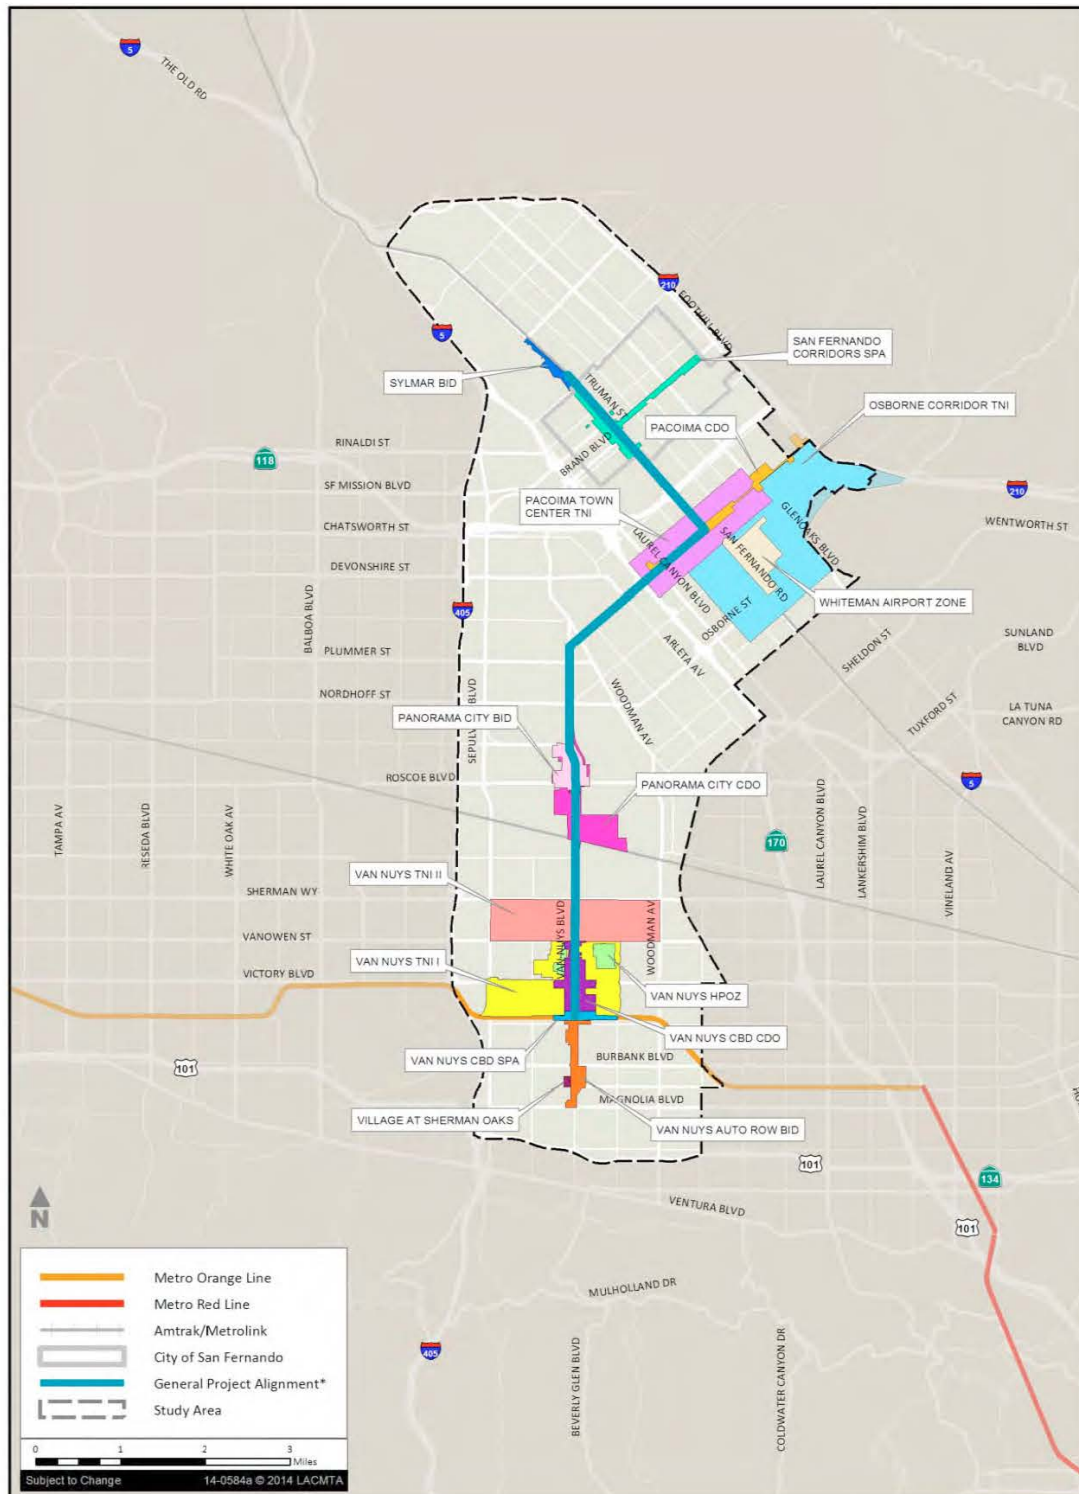 5
THE OLD RD
210
FOOTHILL BLVD
5
SAN FERNANDO
CORRIDORS SPA
SYLMAR BID
TRUMAN ST
OSBORNE CORRIDOR TNI
PACOIMA CDO
RINALDI ST
BRAND BLVD
118
SF MISSION BLVD
210
PACOIMA TOWN
CENTER TNI
GLENOAKS BLVD
WENTWORTH ST
CHATSWORTH ST
LAUREL CANYON BLVD
SAN FERNANDO RD
DEVONSHIRE ST
BALBOA BLVD
405
WHITEMAN AIRPORT ZONE
OSBORNE ST
SHELDON ST
SUNLAND
BLVD
PLUMMER ST
ARLETA AV
NORDHOFF ST
WOODMAN AV
TUXFORD ST
LA TUNA
CANYON RD
PANORAMA CITY BID
BLVD
SEPUL
ROSCOE BLVD
PANORAMA CITY CDO
5
TAMPA AV
RESEDA BLVD
WHITE OAK AV
170
LAUREL CANYON BLVD
LANKERSHIM BLVD
VINELAND AV
VAN NUYS TNI II
SHERMAN WY
VAN NUYS BLVD
WOODMAN AV
VANOWEN ST
VAN NUYS TNI I
VICTORY BLVD
VAN NUYS HPOZ
VAN NUYS CBD CDO
VAN NUYS CBD SPA
BURBANK BLVD
101
MAGNOLIA BLVD
VILLAGE AT SHERMAN OAKS
VAN NUYS AUTO ROW BID
101
134
VENTURA BLVD
101
N
MULHOLLAND DR
405
BEVERLY GLEN BLVD
COLDWATER CANYON DR
Metro Orange Line
Metro Red Line
Amtrak/Metrolink
City of San Fernando
General Project Alignment*
Study Area
0 1 2 3
Miles
Subject to Change 14-0584a © 2014 LACMTA